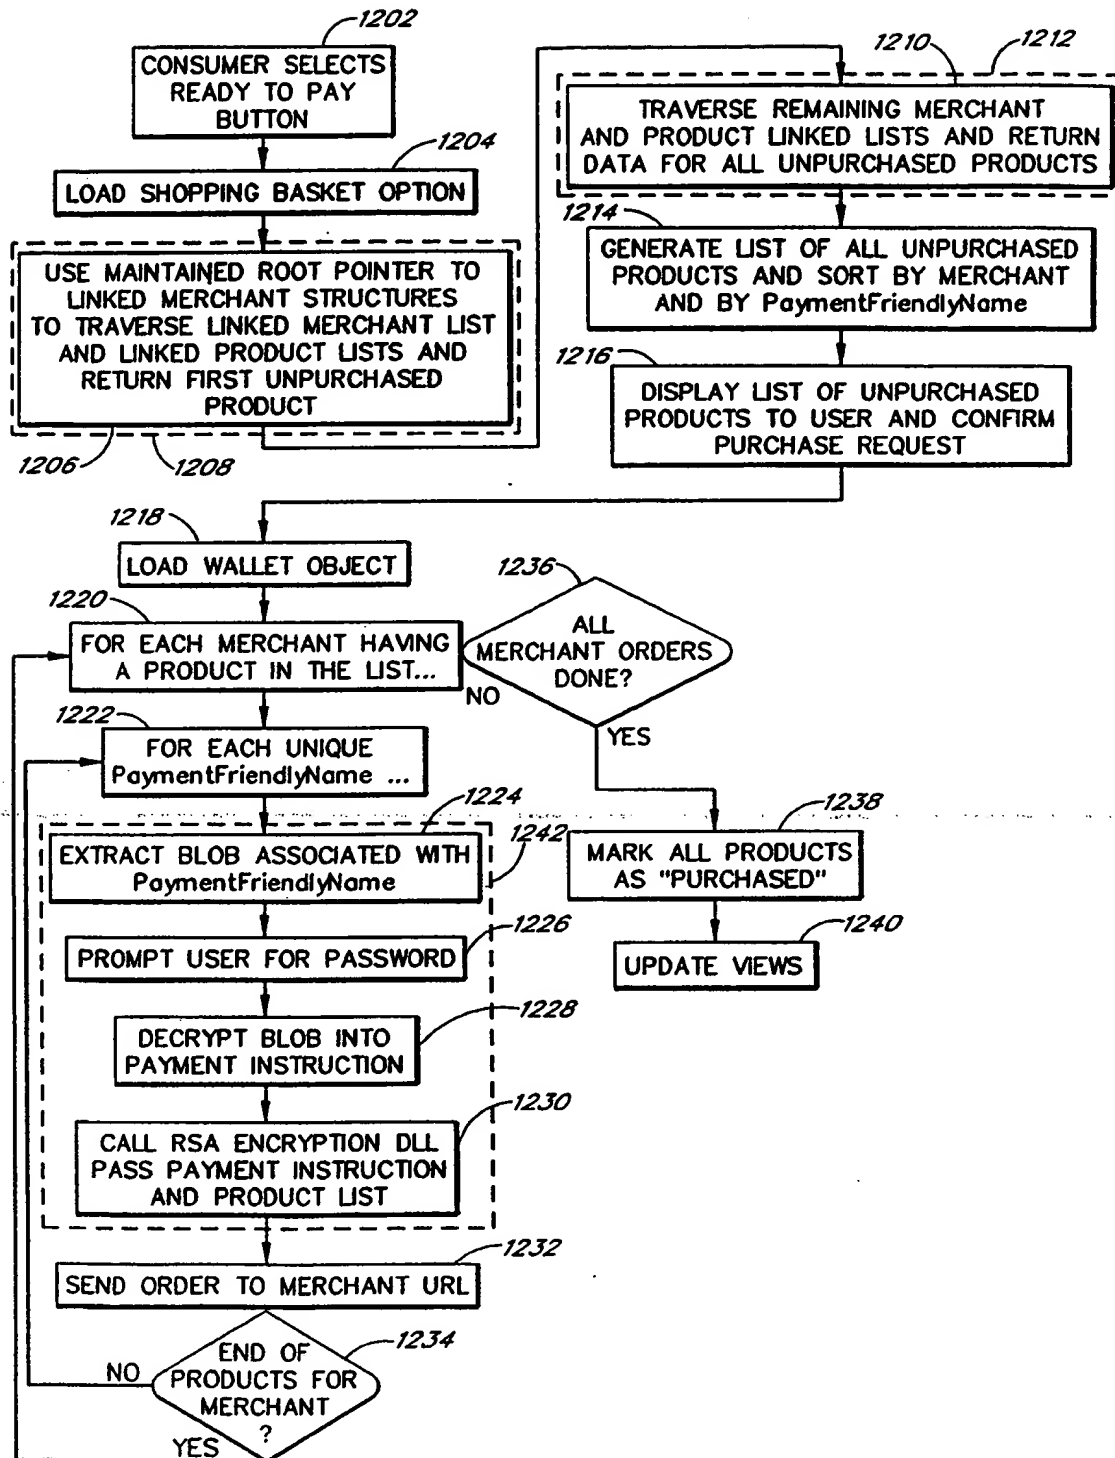 1202
CONSUMER SELECTS
READY TO PAY
BUTTON
1204
LOAD SHOPPING BASKET OPTION
USE MAINTAINED ROOT POINTER TO
LINKED MERCHANT STRUCTURES
TO TRAVERSE LINKED MERCHANT LIST
AND LINKED PRODUCT LISTS AND
RETURN FIRST UNPURCHASED
PRODUCT
1206
1208
1210
1212
TRAVERSE REMAINING MERCHANT
AND PRODUCT LINKED LISTS AND RETURN
DATA FOR ALL UNPURCHASED PRODUCTS
1214
GENERATE LIST OF ALL UNPURCHASED
PRODUCTS AND SORT BY MERCHANT
AND BY PaymentFriendlyName
1216
DISPLAY LIST OF UNPURCHASED
PRODUCTS TO USER AND CONFIRM
PURCHASE REQUEST
1218
LOAD WALLET OBJECT
1220
FOR EACH MERCHANT HAVING
A PRODUCT IN THE LIST...
1236
ALL
MERCHANT ORDERS
DONE?
NO
YES
1222
FOR EACH UNIQUE
PaymentFriendlyName ...
1224
1242
EXTRACT BLOB ASSOCIATED WITH
PaymentFriendlyName
1226
PROMPT USER FOR PASSWORD
1228
DECRYPT BLOB INTO
PAYMENT INSTRUCTION
1230
CALL RSA ENCRYPTION DLL
PASS PAYMENT INSTRUCTION
AND PRODUCT LIST
1232
SEND ORDER TO MERCHANT URL
1234
END OF
PRODUCTS FOR
MERCHANT
?
NO
YES
1238
MARK ALL PRODUCTS
AS "PURCHASED"
1240
UPDATE VIEWS